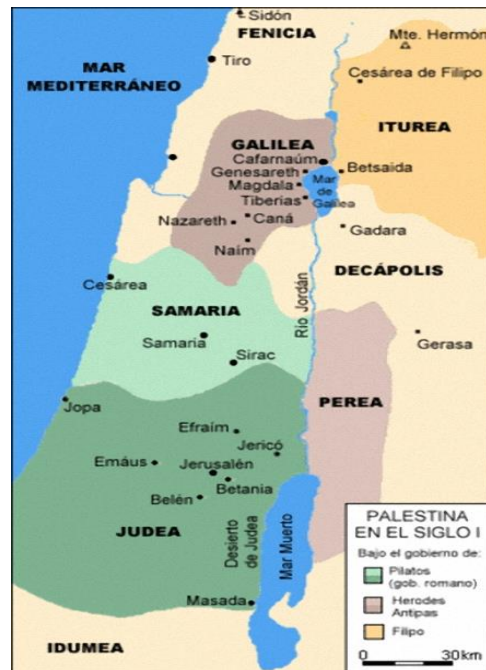 Sidón
FENICIA
Mte. Hermón
MAR
MEDITERRÁNEO
Tiro
Cesárea de Filipo
ITUREA
GALILEA
Cafarnaúm
Genesareth
Betsaida
Magdala
Mar
de
Galilea
Tiberías
Nazareth
Caná
Gadara
Naím
DECÁPOLIS
Cesárea
SAMARIA
Río Jordán
Samaria
Gerasa
Sirac
PEREA
Jopa
Efraím
Jericó
Emáus
Jerusalén
Betania
Belén
JUDEA
Desierto
de Judea
Mar Muerto
Masada
IDUMEA
PALESTINA
EN EL SIGLO I
Bajo el gobierno de:
Pilatos
(gob. romano)
Herodes
Antipas
Filipo
0 30 km